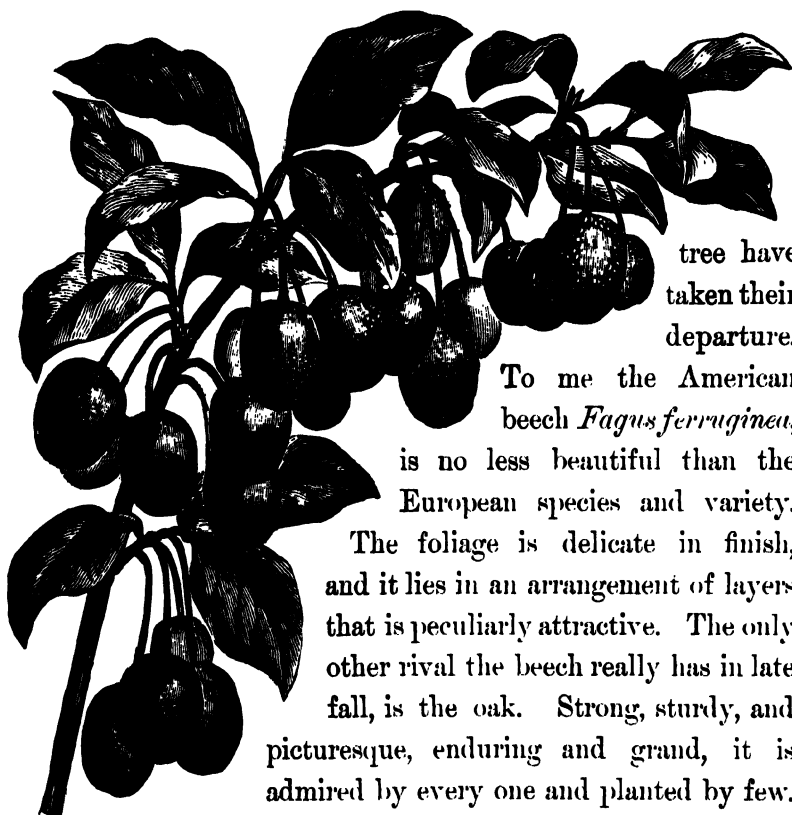 tree have
taken their
departure.
To me the American
beech Fagus ferruginea,
is no less beautiful than the
European species and variety.
The foliage is delicate in finish,
and it lies in an arrangement of layers
that is peculiarly attractive. The only
other rival the beech really has in late
fall, is the oak. Strong, sturdy, and
picturesque, enduring and grand, it is
admired by every one and planted by few.